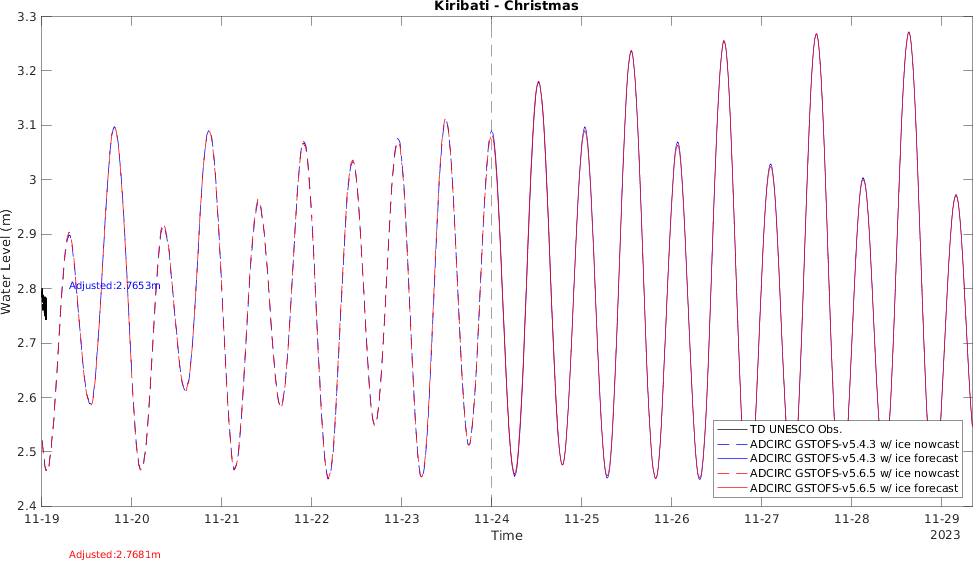 Kiribati - Christmas
3.3
3.2
3.1
3
2.9
2.8
2.7
2.6
2.5
2.4
Water Level (m)
Adjusted:2.7653m
TD UNESCO Obs.
ADCIRC GSTOFS-v5.4.3 w/ ice nowcast
ADCIRC GSTOFS-v5.4.3 w/ ice forecast
ADCIRC GSTOFS-v5.6.5 w/ ice nowcast
ADCIRC GSTOFS-v5.6.5 w/ ice forecast
11-19 11-20 11-21 11-22 11-23 11-24 11-25 11-26 11-27 11-28 11-29
Time
2023
Adjusted:2.7681m